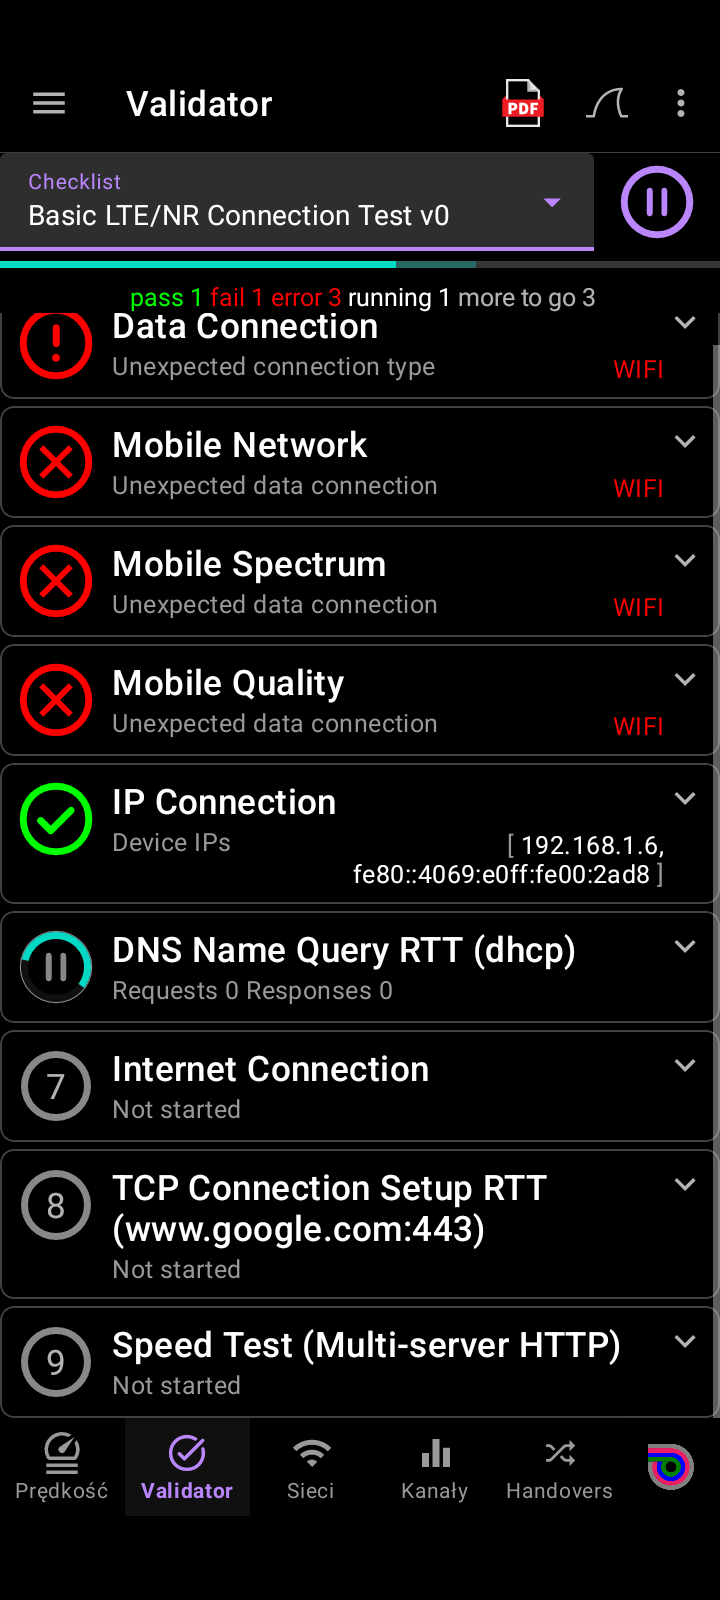 Validator
PDF
Checklist
Basic LTE/NR Connection Test v0
pass 1 fail 1 error 3 running 1 more to go 3
Data Connection
Unexpected connection type
WIFI
Mobile Network
Unexpected data connection
WIFI
Mobile Spectrum
Unexpected data connection
WIFI
Mobile Quality
Unexpected data connection
WIFI
IP Connection
Device IPs
[ 192.168.1.6,
fe80::4069:e0ff:fe00:2ad8 ]
DNS Name Query RTT (dhcp)
Requests 0 Responses 0
7
Internet Connection
Not started
8
TCP Connection Setup RTT
(www.google.com:443)
Not started
9
Speed Test (Multi-server HTTP)
Not started
Prędkość
Validator
Sieci
Kanały
Handovers